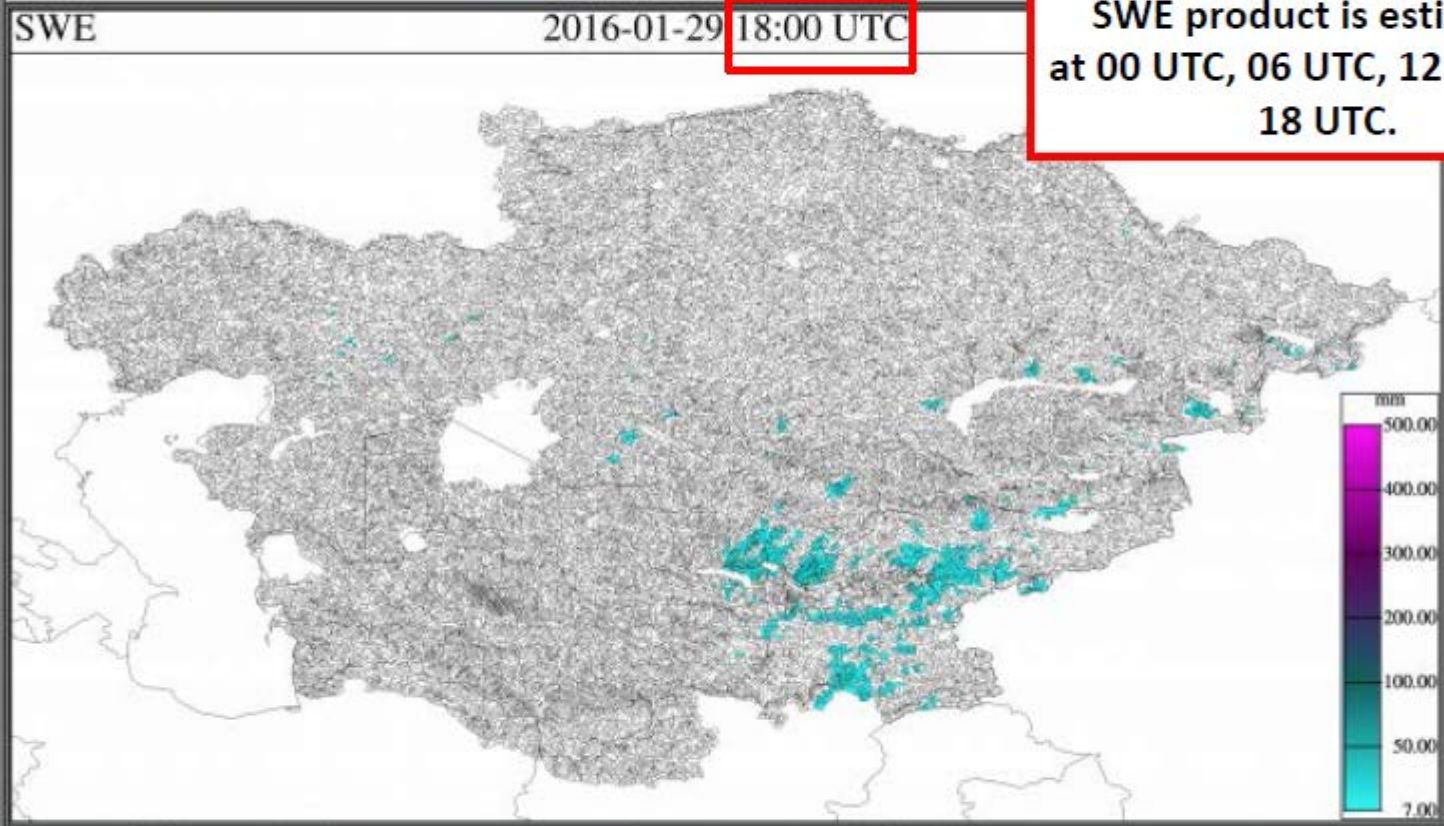 SWE
2016-01-29 18:00 UTC
SWE product is esti
at 00 UTC, 06 UTC, 12
18 UTC.
mm
500.00
400.00
300.00
200.00
100.00
50.00
7.00